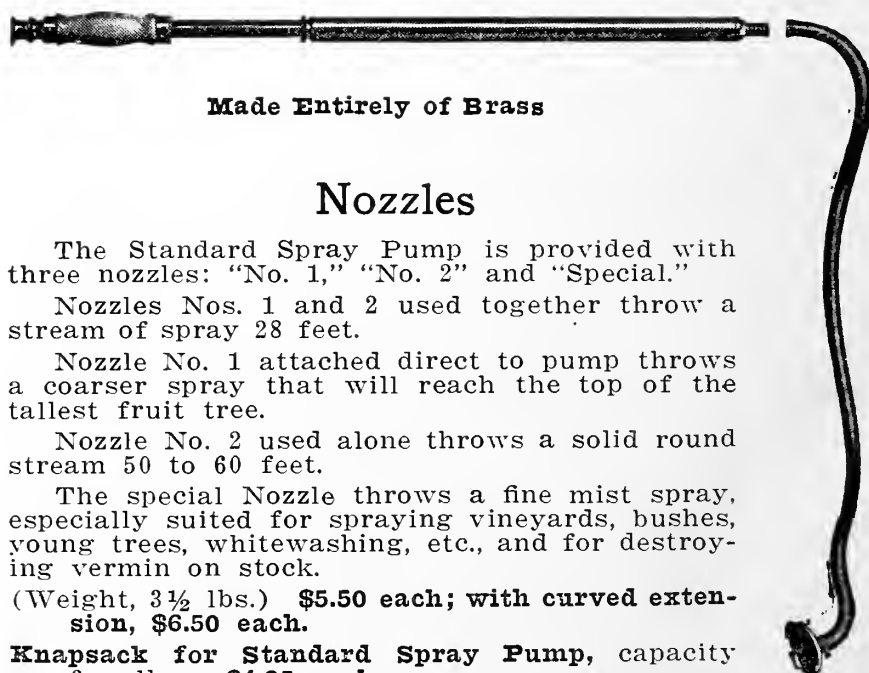 Made Entirely of Brass
Nozzles
The Standard Spray Pump is provided with
three nozzles: “No. 1,” “No. 2” and “Special.”
Nozzles Nos. 1 and 2 used together throw a
stream of spray 28 feet.
Nozzle No. 1 attached direct to pump throws
a coarser spray that will reach the top of the
tallest fruit tree.
Nozzle No. 2 used alone throws a solid round
stream 50 to 60 feet.
The special Nozzle throws a fine mist spray,
especially suited for spraying vineyards, bushes,
young trees, whitewashing, etc., and for destroy-
ing vermin on stock.
(Weight, 3½ lbs.) $5.50 each; with curved exten-
sion, $6.50 each.
Knapsack for Standard Spray Pump, capacity